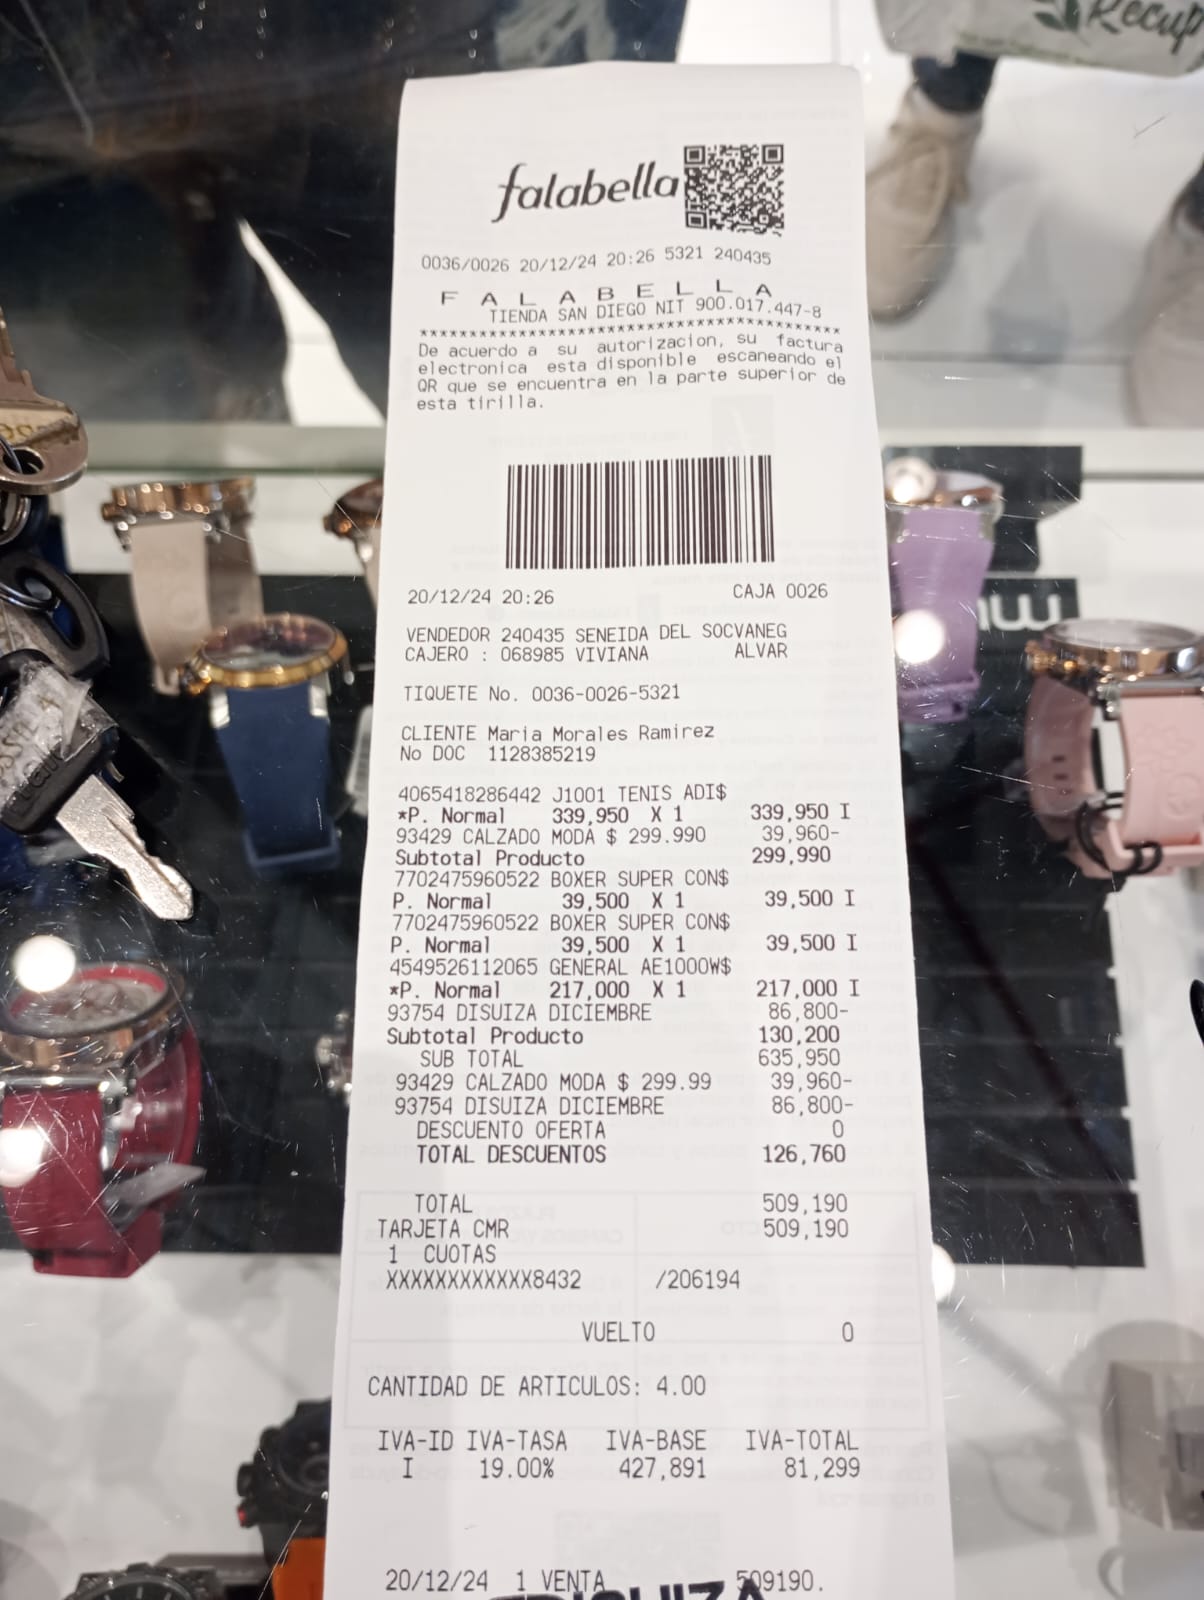 Recup
falabella
0036/0026 20/12/24 20:26 5321 240435
F A L A B E L L A
TIENDA SAN DIEGO NIT 900.017.447-8
****************************************
De acuerdo a su autorizacion, su factura
electronica esta disponible escaneando el
QR que se encuentra en la parte superior de
esta tirilla.
20/12/24 20:26 CAJA 0026
VENDEDOR 240435 SENEIDA DEL SOCVANEG
CAJERO : 068985 VIVIANA ALVAR
TIQUETE No. 0036-0026-5321
CLIENTE Maria Morales Ramirez
No DOC 1128385219
4065418286442 J1001 TENIS ADI$
*P. Normal 339,950 X 1 339,950 I
93429 CALZADO MODA $ 299.990 39,960-
Subtotal Producto 299,990
7702475960522 BOXER SUPER CON$
P. Normal 39,500 X 1 39,500 I
7702475960522 BOXER SUPER CON$
P. Normal 39,500 X 1 39,500 I
4549526112065 GENERAL AE1000W$
*P. Normal 217,000 X 1 217,000 I
93754 DISUIZA DICIEMBRE 86,800-
Subtotal Producto 130,200
SUB TOTAL 635,950
93429 CALZADO MODA $ 299.99 39,960-
93754 DISUIZA DICIEMBRE 86,800-
DESCUENTO OFERTA 0
TOTAL DESCUENTOS 126,760
TOTAL 509,190
TARJETA CMR 509,190
1 CUOTAS
XXXXXXXXXXXX8432 /206194
VUELTO 0
CANTIDAD DE ARTICULOS: 4.00
IVA-ID IVA-TASA IVA-BASE IVA-TOTAL
I 19.00% 427,891 81,299
20/12/24 1 VENTA 509190.